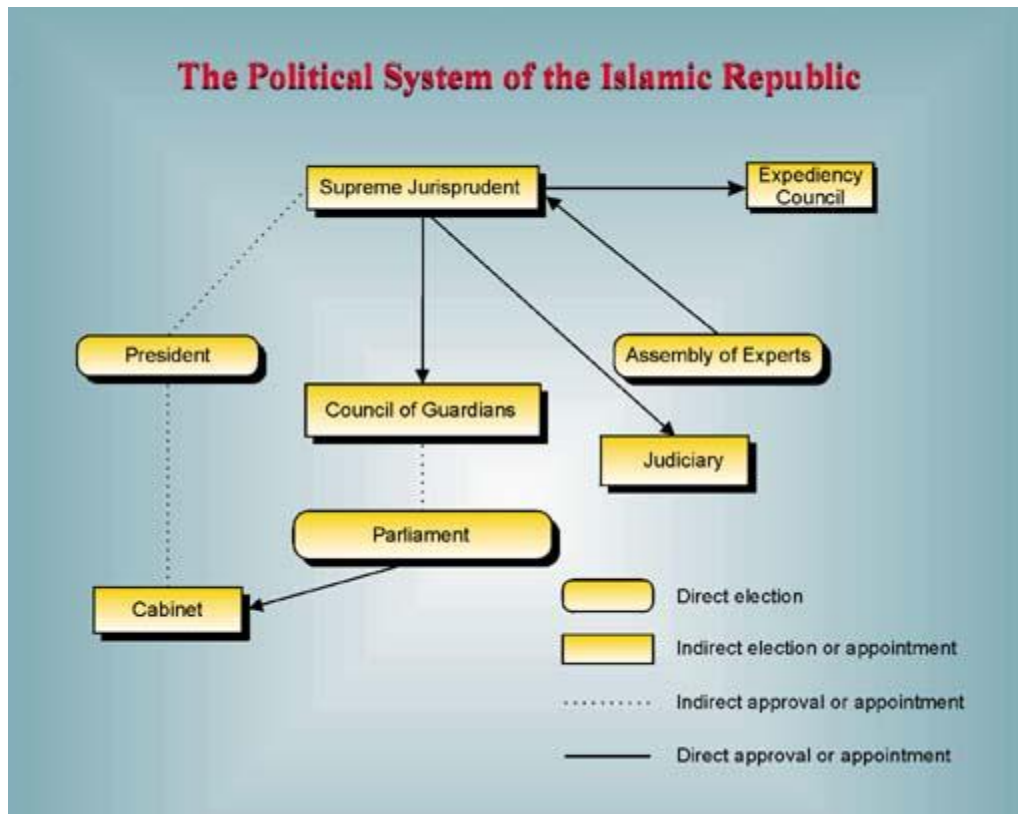 The Political System of the Islamic Republic
Supreme Jurisprudent
Expediency
Council
President
Assembly of Experts
Council of Guardians
Judiciary
Parliament
Cabinet
Direct election
Indirect election or appointment
Indirect approval or appointment
Direct approval or appointment